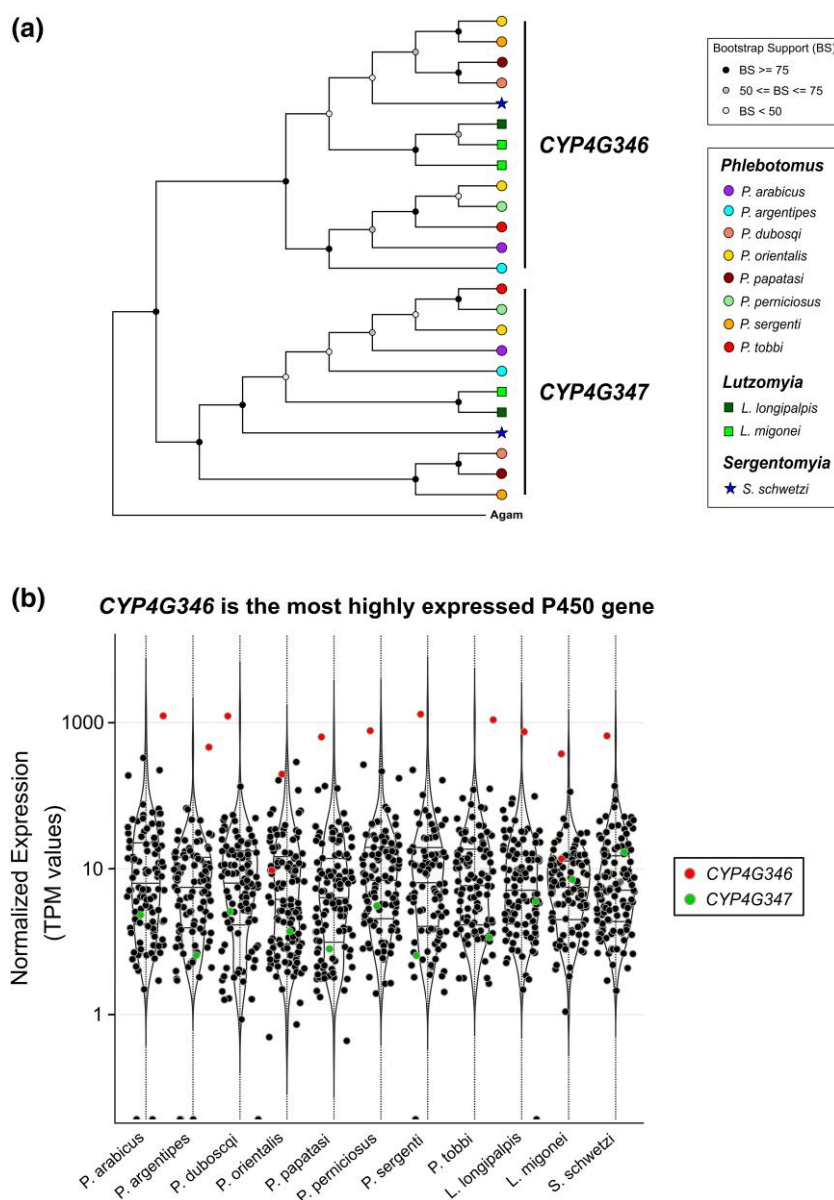 (a)
CYP4G346
CYP4G347
Agam
Bootstrap Support (BS)
BS >= 75
50 <= BS <= 75
BS < 50
Phlebotomus
P. arabicus
P. argentipes
P. dubosqi
P. orientalis
P. papatasi
P. perniciosus
P. sergenti
P. tobbi
Lutzomyia
L. longipalpis
L. migonei
Sergentomyia
S. schwetzi
(b)
CYP4G346 is the most highly expressed P450 gene
Normalized Expression
(TPM values)
1000
10
1
P. arabicus
P. argentipes
P. duboscqi
P. orientalis
P. papatasi
P. perniciosus
P. sergenti
P. tobbi
L. longipalpis
L. migonei
S. schwetzi
CYP4G346
CYP4G347